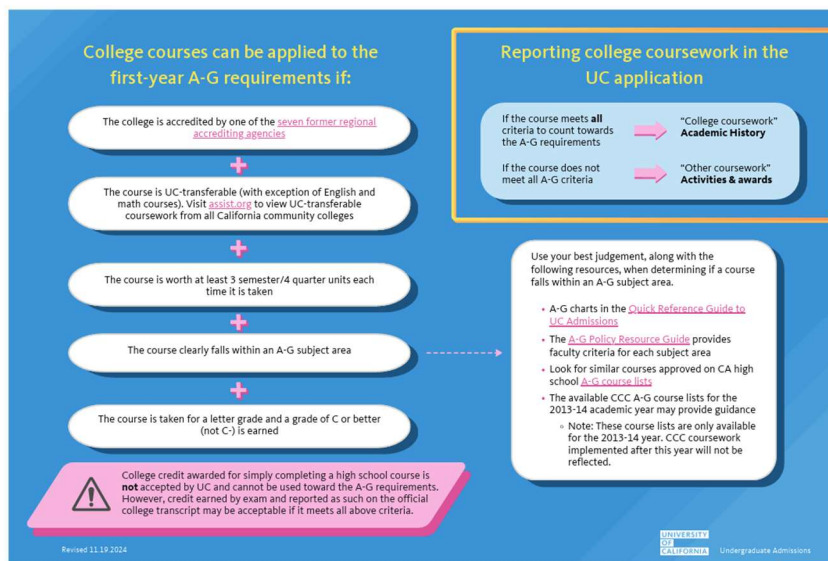 College courses can be applied to the
first-year A-G requirements if:
The college is accredited by one of the seven former regional
accrediting agencies
+
The course is UC-transferable (with exception of English and
math courses). Visit assist.org to view UC-transferable
coursework from all California community colleges
+
The course is worth at least 3 semester/4 quarter units each
time it is taken
+
The course clearly falls within an A-G subject area
+
The course is taken for a letter grade and a grade of C or better
(not C-) is earned
College credit awarded for simply completing a high school course is
not accepted by UC and cannot be used toward the A-G requirements.
However, credit earned by exam and reported as such on the official
college transcript may be acceptable if it meets all above criteria.
Revised 11.19.2024
Reporting college coursework in the
UC application
If the course meets all
criteria to count towards
the A-G requirements
"College coursework"
Academic History
If the course does not
meet all A-G criteria
"Other coursework"
Activities & awards
Use your best judgement, along with the
following resources, when determining if a course
falls within an A-G subject area.
• A-G charts in the Quick Reference Guide to
UC Admissions
• The A-G Policy Resource Guide provides
faculty criteria for each subject area
• Look for similar courses approved on CA high
school A-G course lists
• The available CCC A-G course lists for the
2013-14 academic year may provide guidance
Note: These course lists are only available
for the 2013-14 year. CCC coursework
implemented after this year will not be
reflected.
UNIVERSITY
OF
CALIFORNIA
Undergraduate Admissions